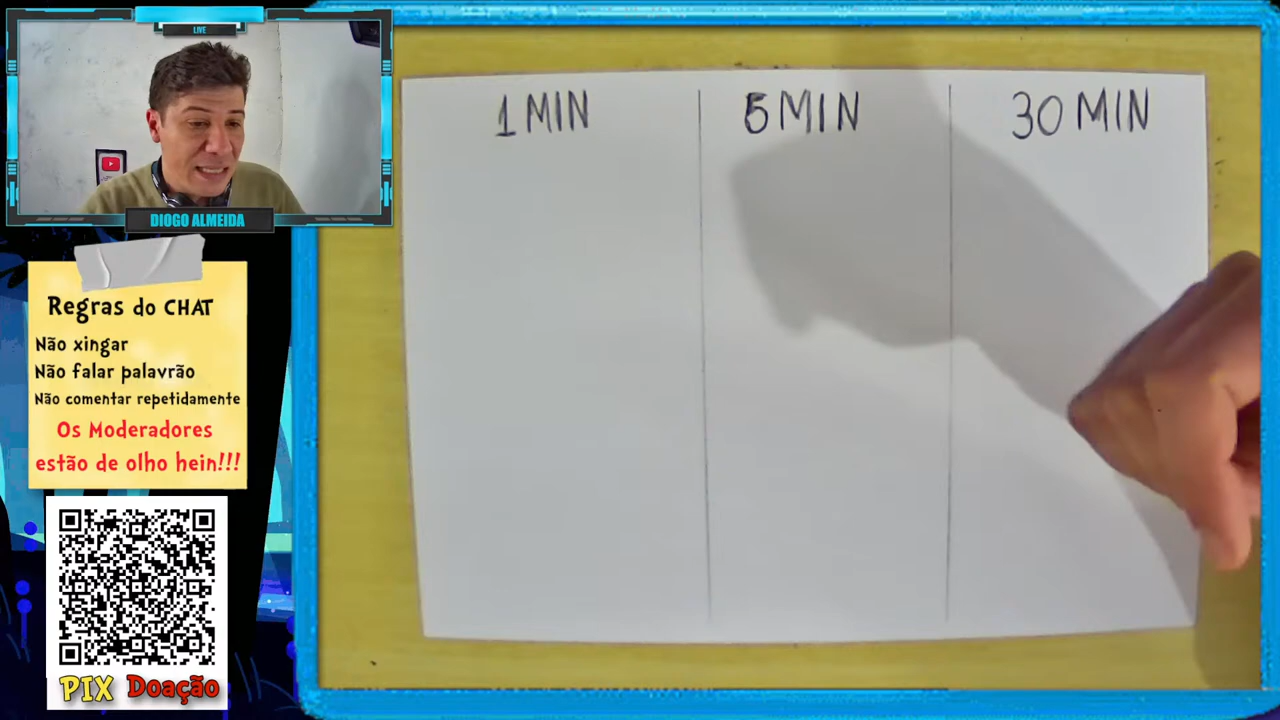 LIVE
DIOGO ALMEIDA
Regras do CHAT
Não xingar
Não falar palavrão
Não comentar repetidamente
Os Moderadores
estão de olho hein!!!
PIX Doação
1 MIN
5 MIN
30 MIN